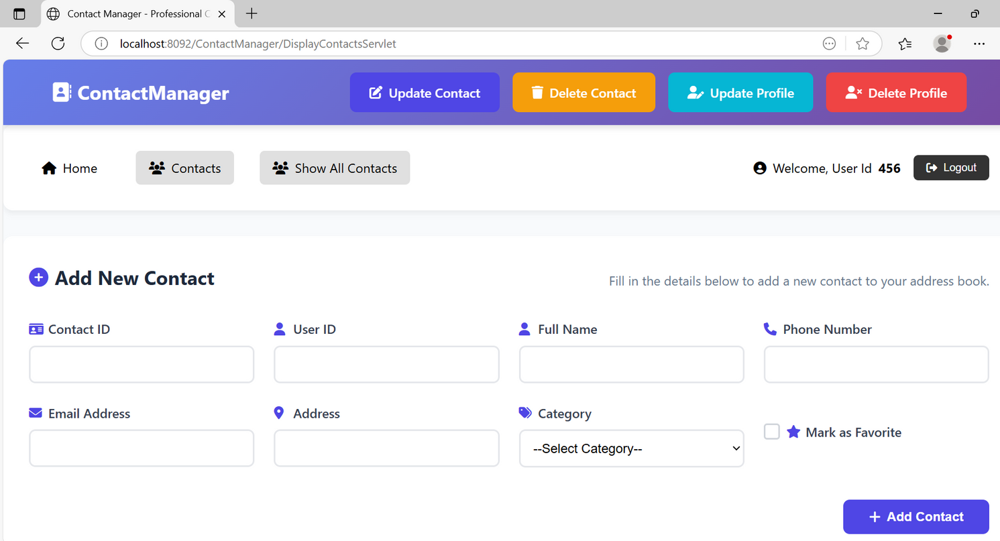 Contact Manager - Professional
localhost:8092/ContactManager/DisplayContactsServlet
ContactManager
Update Contact
Delete Contact
Update Profile
Delete Profile
Home
Contacts
Show All Contacts
Welcome, User Id 456
Logout
Add New Contact
Fill in the details below to add a new contact to your address book.
Contact ID
User ID
Full Name
Phone Number
Email Address
Address
Category
--Select Category--
Mark as Favorite
Add Contact